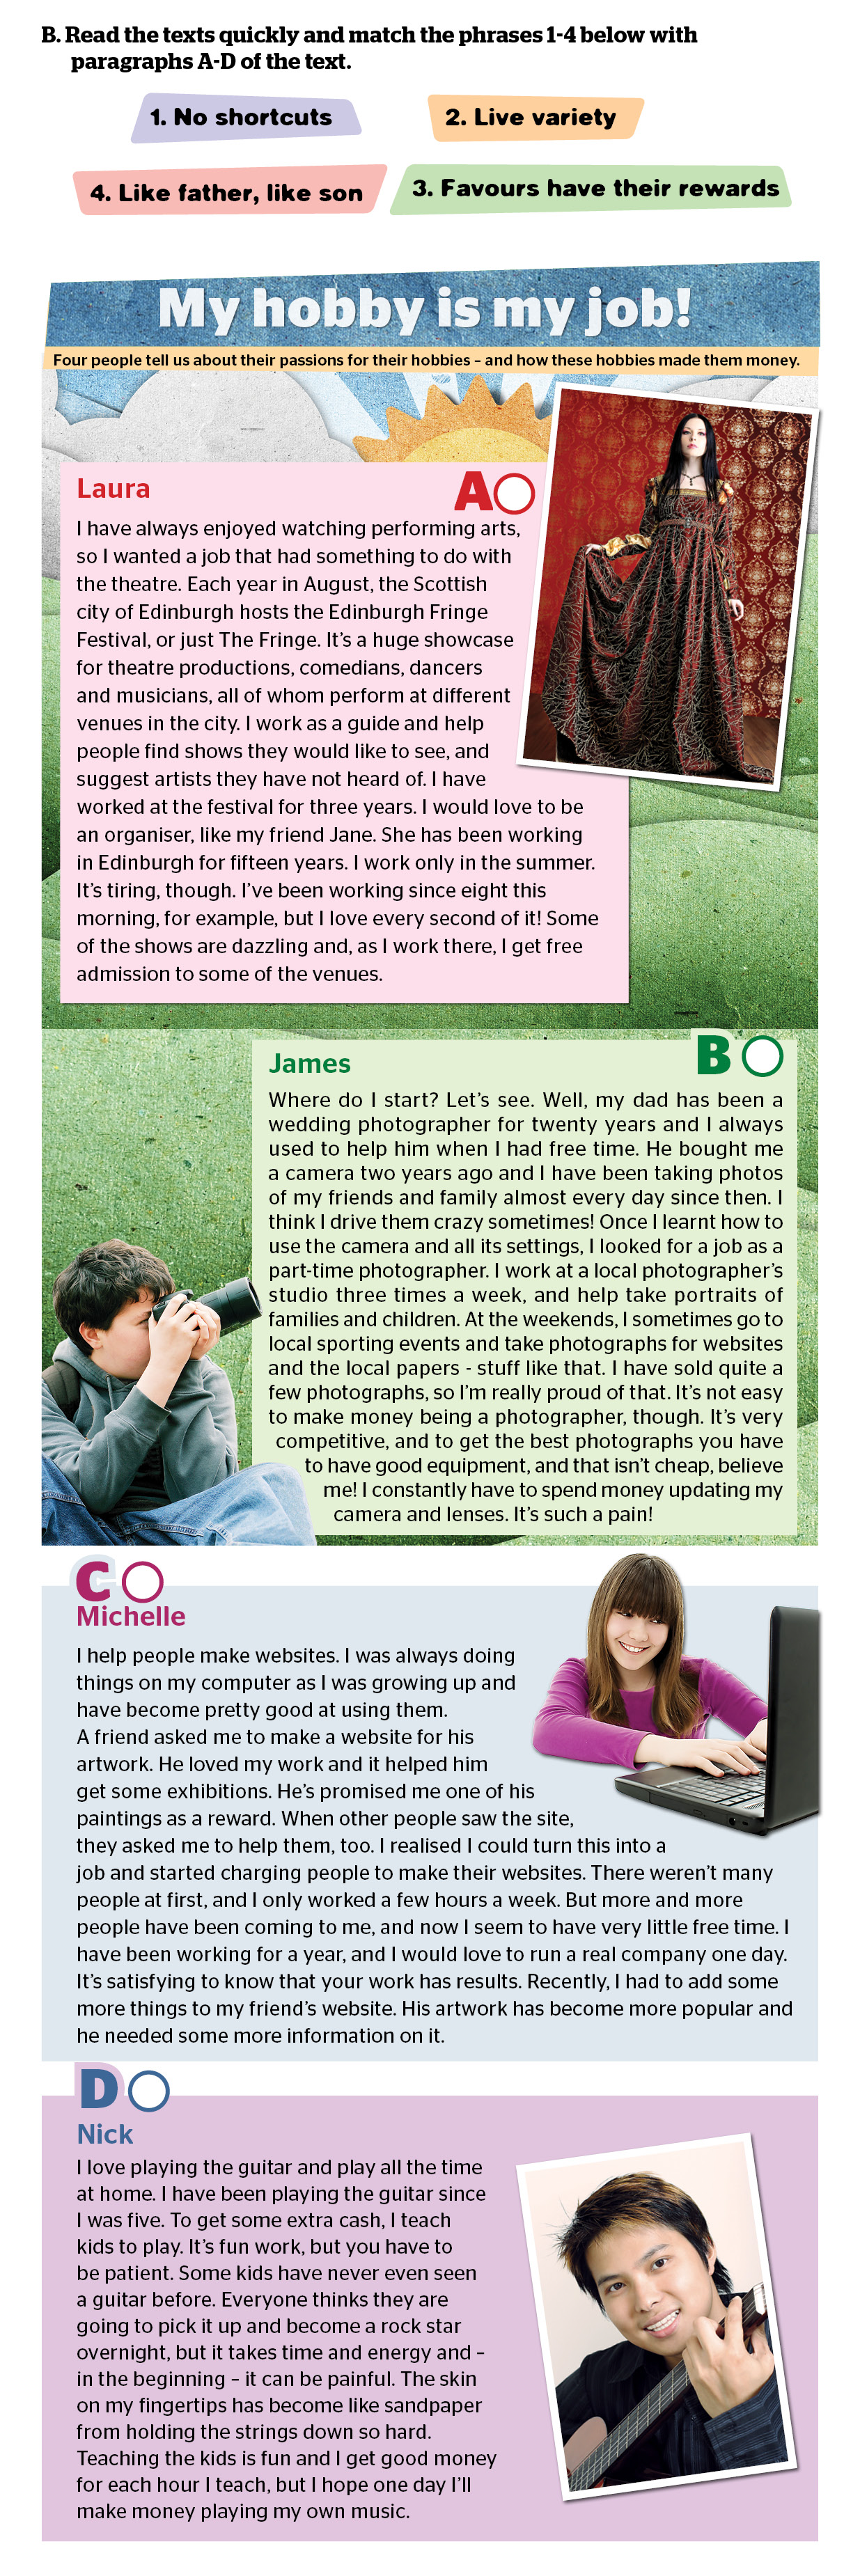 B. Read the texts quickly and match the phrases 1-4 below with
paragraphs A-D of the text.
1. No shortcuts
2. Live variety
4. Like father, like son
3. Favours have their rewards
My hobby is my job!
Four people tell us about their passions for their hobbies – and how these hobbies made them money.
Laura
A
I have always enjoyed watching performing arts,
so I wanted a job that had something to do with
the theatre. Each year in August, the Scottish
city of Edinburgh hosts the Edinburgh Fringe
Festival, or just The Fringe. It's a huge showcase
for theatre productions, comedians, dancers
and musicians, all of whom perform at different
venues in the city. I work as a guide and help
people find shows they would like to see, and
suggest artists they have not heard of. I have
worked at the festival for three years. I would love to be
an organiser, like my friend Jane. She has been working
in Edinburgh for fifteen years. I work only in the summer.
It's tiring, though. I've been working since eight this
morning, for example, but I love every second of it! Some
of the shows are dazzling and, as I work there, I get free
admission to some of the venues.
James
B
Where do I start? Let's see. Well, my dad has been a
wedding photographer for twenty years and I always
used to help him when I had free time. He bought me
a camera two years ago and I have been taking photos
of my friends and family almost every day since then. I
think I drive them crazy sometimes! Once I learnt how to
use the camera and all its settings, I looked for a job as a
part-time photographer. I work at a local photographer's
studio three times a week, and help take portraits of
families and children. At the weekends, I sometimes go to
local sporting events and take photographs for websites
and the local papers - stuff like that. I have sold quite a
few photographs, so I'm really proud of that. It's not easy
to make money being a photographer, though. It's very
competitive, and to get the best photographs you have
to have good equipment, and that isn't cheap, believe
me! I constantly have to spend money updating my
camera and lenses. It's such a pain!
C
Michelle
I help people make websites. I was always doing
things on my computer as I was growing up and
have become pretty good at using them.
A friend asked me to make a website for his
artwork. He loved my work and it helped him
get some exhibitions. He's promised me one of his
paintings as a reward. When other people saw the site,
they asked me to help them, too. I realised I could turn this into a
job and started charging people to make their websites. There weren't many
people at first, and I only worked a few hours a week. But more and more
people have been coming to me, and now I seem to have very little free time. I
have been working for a year, and I would love to run a real company one day.
It's satisfying to know that your work has results. Recently, I had to add some
more things to my friend's website. His artwork has become more popular and
he needed some more information on it.
D
Nick
I love playing the guitar and play all the time
at home. I have been playing the guitar since
I was five. To get some extra cash, I teach
kids to play. It's fun work, but you have to
be patient. Some kids have never even seen
a guitar before. Everyone thinks they are
going to pick it up and become a rock star
overnight, but it takes time and energy and –
in the beginning – it can be painful. The skin
on my fingertips has become like sandpaper
from holding the strings down so hard.
Teaching the kids is fun and I get good money
for each hour I teach, but I hope one day I'll
make money playing my own music.